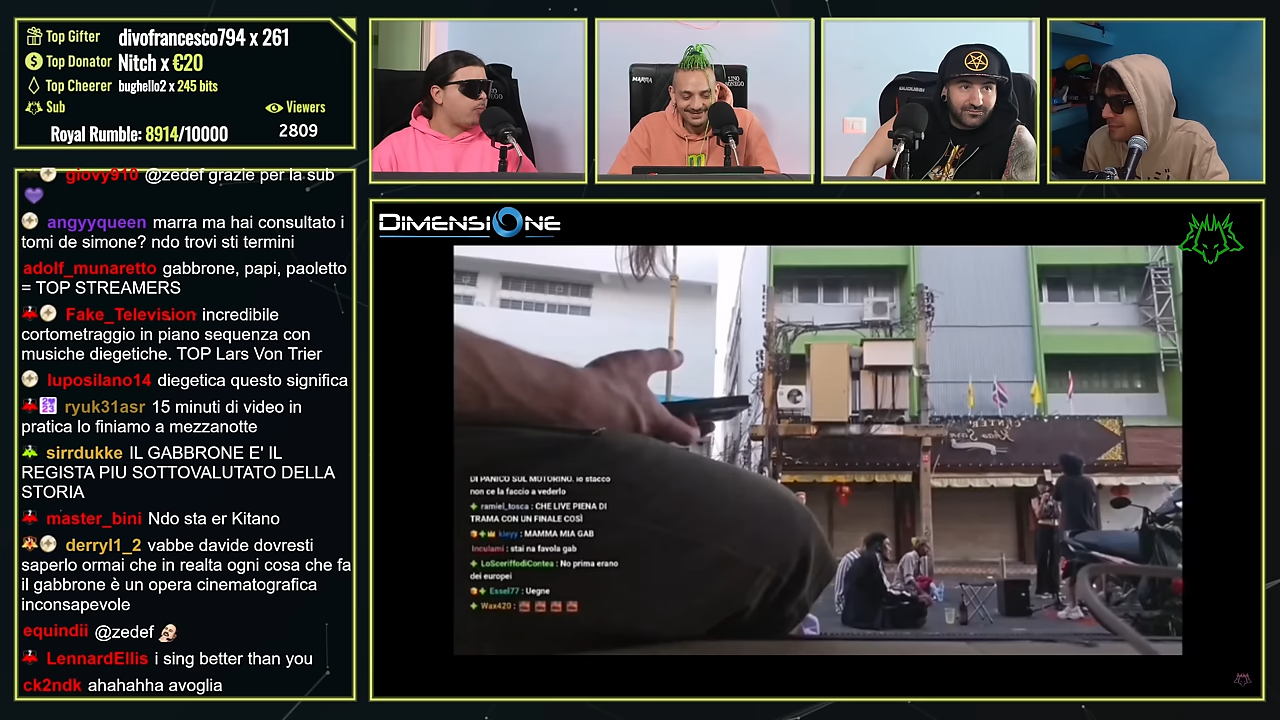 Top Gifter divofrancesco794 x 261
Top Donator Nitch x €20
Top Cheerer bughello2 x 245 bits
Sub
Viewers
Royal Rumble: 8914/10000
2809
giovy910 @zedef grazie per la sub
angyyqueen marra ma hai consultato i
tomi de simone? ndo trovi sti termini
adolf_munaretto gabbrone, papi, paoletto
= TOP STREAMERS
Fake_Television incredibile
cortometraggio in piano sequenza con
musiche diegetiche. TOP Lars Von Trier
luposilano14 diegetica questo significa
ryuk31asr 15 minuti di video in
pratica lo finiamo a mezzanotte
sirrdukke IL GABBRONE E' IL
REGISTA PIU SOTTOVALUTATO DELLA
STORIA
master_bini Ndo sta er Kitano
derryl1_2 vabbe davide dovresti
saperlo ormai che in realta ogni cosa che fa
il gabbrone è un opera cinematografica
inconsapevole
equindii @zedef
LennardEllis i sing better than you
ck2ndk ahahahha avoglia
MARRA
DIMENSIONE
DI PANICO SUL MOTORINO. io stacco
non ce la faccio a vederlo
ramiel_tosca : CHE LIVE PIENA DI
TRAMA CON UN FINALE COSÌ
kleyy : MAMMA MIA GAB
Inculami : stai na favola gab
LoSceriffodiContea : No prima erano
dei europei
Essel77 : Uegne
Wax420 :